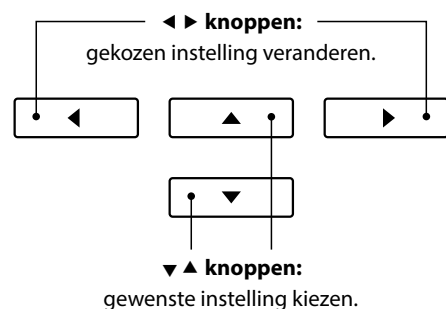 ◀ ▶ knoppen:
gekozen instelling veranderen.
▼ ▲ knoppen:
gewenste instelling kiezen.